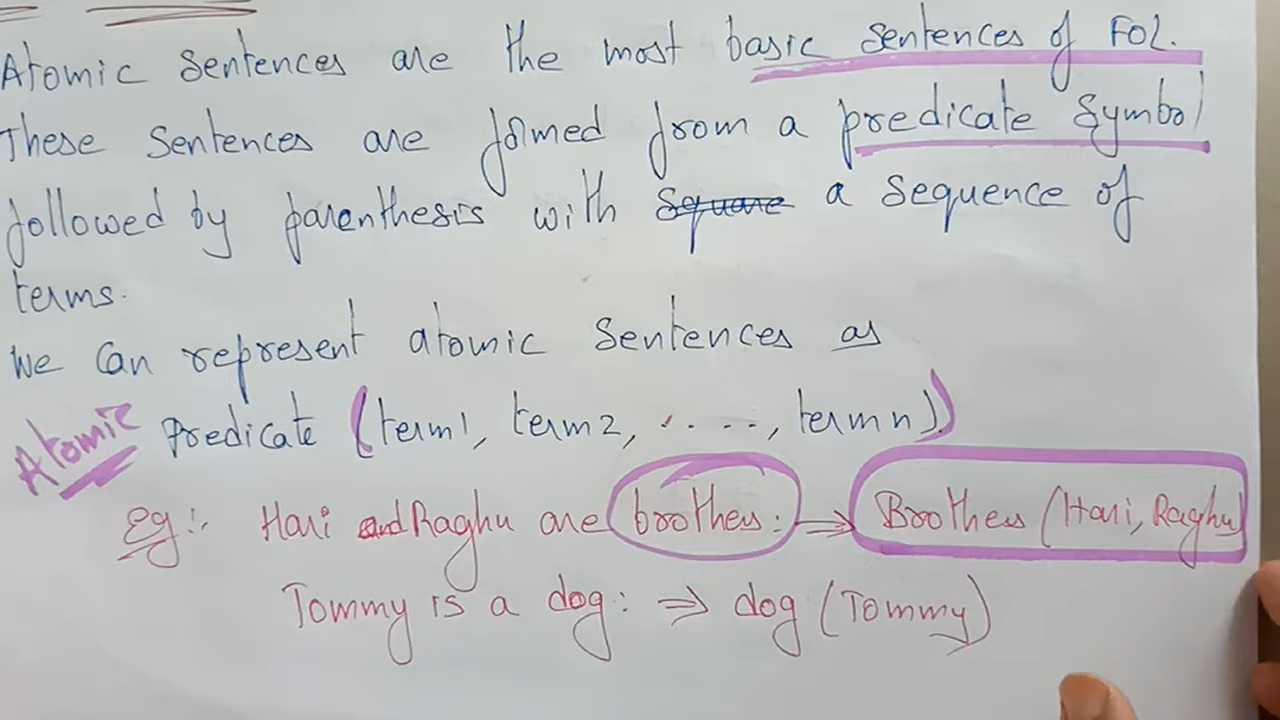 Atomic Sentences are the most basic sentences of FOL.
These Sentences are formed from a predicate symbol
followed by parenthesis with Square a sequence of
terms.
We Can represent atomic Sentences as
Atomic Predicate (term1, term2, ....., term n).
Eg:. Hari and Raghu are brothers: ⇒ Brothers (Hari, Raghu)
Tommy is a dog: ⇒ dog (Tommy)